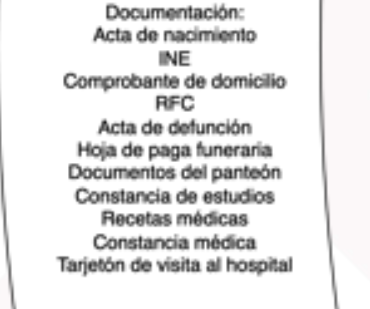 Documentación:
Acta de nacimiento
INE
Comprobante de domicilio
RFC
Acta de defunción
Hoja de paga funeraria
Documentos del panteón
Constancia de estudios
Recetas médicas
Constancia médica
Tarjetón de visita al hospital